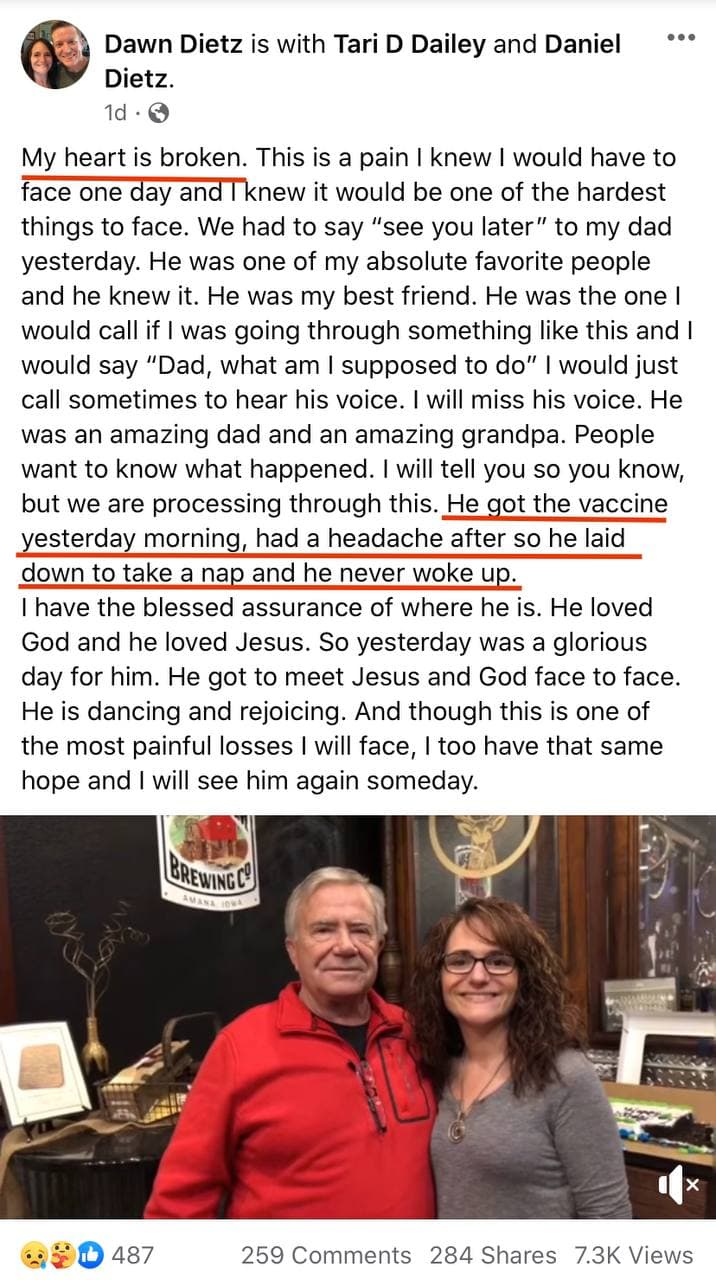 Dawn Dietz is with Tari D Dailey and Daniel
Dietz.
1d ·
My heart is broken. This is a pain I knew I would have to
face one day and I knew it would be one of the hardest
things to face. We had to say “see you later” to my dad
yesterday. He was one of my absolute favorite people
and he knew it. He was my best friend. He was the one I
would call if I was going through something like this and I
would say “Dad, what am I supposed to do” I would just
call sometimes to hear his voice. I will miss his voice. He
was an amazing dad and an amazing grandpa. People
want to know what happened. I will tell you so you know,
but we are processing through this. He got the vaccine
yesterday morning, had a headache after so he laid
down to take a nap and he never woke up.
I have the blessed assurance of where he is. He loved
God and he loved Jesus. So yesterday was a glorious
day for him. He got to meet Jesus and God face to face.
He is dancing and rejoicing. And though this is one of
the most painful losses I will face, I too have that same
hope and I will see him again someday.
BREWING CO
AMANA, IOWA
487 259 Comments 284 Shares 7.3K Views